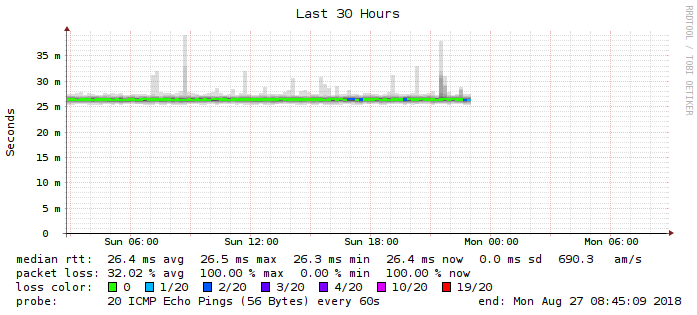 Last 30 Hours
RRDTOOL / TOBI OETIKER
Seconds
35 m
30 m
25 m
20 m
15 m
10 m
5 m
0
Sun 06:00 Sun 12:00 Sun 18:00 Mon 00:00 Mon 06:00
median rtt: 26.4 ms avg 26.5 ms max 26.3 ms min 26.4 ms now 0.0 ms sd 690.3 am/s
packet loss: 32.02 % avg 100.00 % max 0.00 % min 100.00 % now
loss color: 0 1/20 2/20 3/20 4/20 10/20 19/20
probe: 20 ICMP Echo Pings (56 Bytes) every 60s end: Mon Aug 27 08:45:09 2018